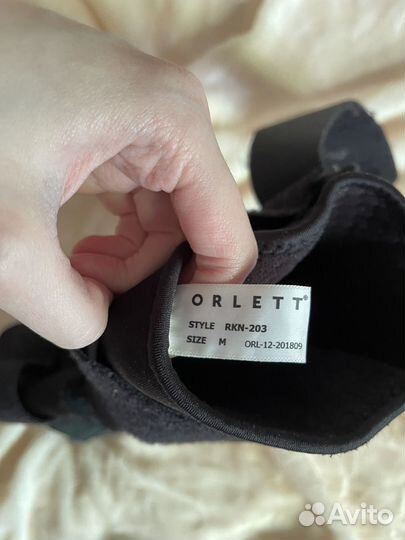 ORLETT®
STYLE RKN-203
SIZE M ORL-12-201809
Avito